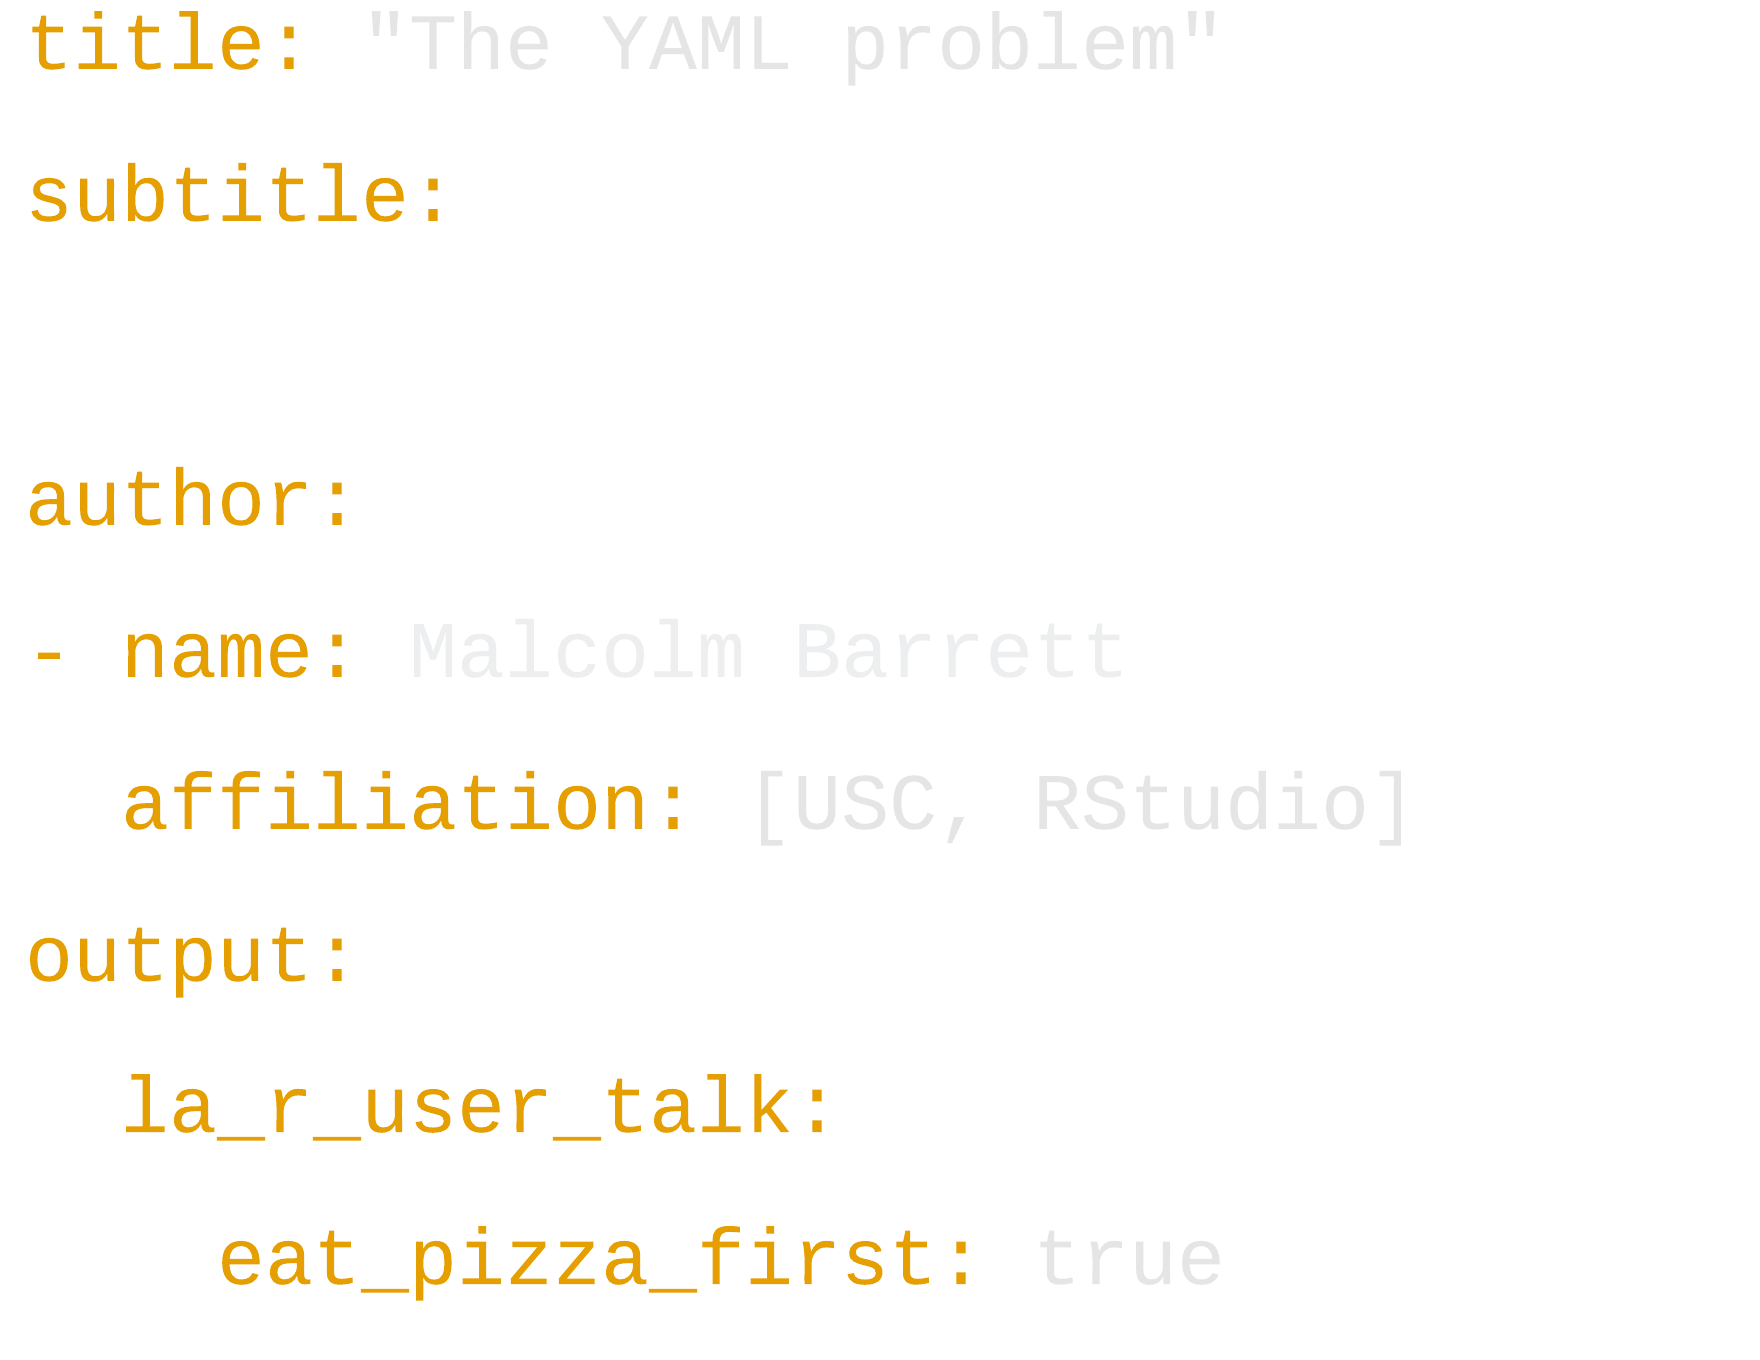 title: "The YAML problem"
subtitle:
author:
- name: Malcolm Barrett
  affiliation: [USC, RStudio]
output:
  la_r_user_talk:
    eat_pizza_first: true